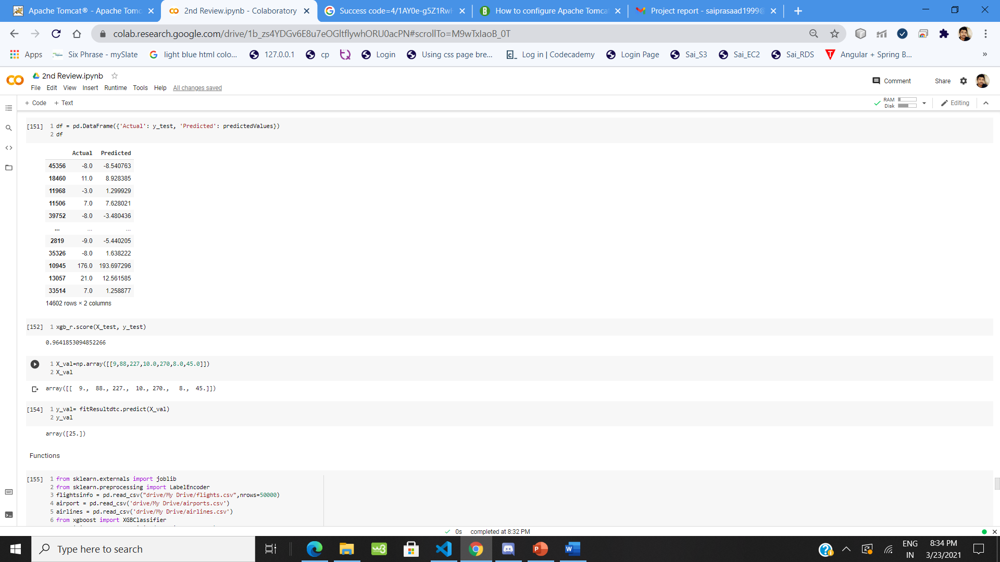 Apache Tomcat® - Apache Tomc
2nd Review.ipynb - Colaboratory
Success code=4/1AY0e-g5Z1RwH
How to configure Apache Tomca
Project report - saiprasaad1999@
colab.research.google.com/drive/1b_zs4YDGv6E8u7eOGltflywhORU0acPN#scrollTo=M9wTxIaoB_0T
Apps Six Phrase - mySlate light blue html colo... 127.0.0.1 cp Login Using css page bre... Log in | Codecademy Login Page Sai_S3 Sai_EC2 Sai_RDS Angular + Spring B... »
2nd Review.ipynb
File Edit View Insert Runtime Tools Help All changes saved
Comment Share
+ Code + Text
RAM
Disk
Editing
[151] 1 df = pd.DataFrame({'Actual': y_test, 'Predicted': predictedValues})
2 df
Actual Predicted
45356 -8.0 -8.540763
18460 11.0 8.928385
11968 -3.0 1.299929
11506 7.0 7.628021
39752 -8.0 -3.480436
... ... ...
2819 -9.0 -5.440205
35326 -8.0 1.638222
10945 176.0 193.697296
13057 21.0 12.561585
33514 7.0 1.258877
14602 rows × 2 columns
[152] 1 xgb_r.score(X_test, y_test)
0.9641853094852266
1 X_val=np.array([[9,88,227,10.0,270,8.0,45.0]])
2 X_val
array([[ 9., 88., 227., 10., 270., 8., 45.]])
[154] 1 y_val= fitResultdtc.predict(X_val)
2 y_val
array([25.])
Functions
[155] 1 from sklearn.externals import joblib
2 from sklearn.preprocessing import LabelEncoder
3 flightsinfo = pd.read_csv("drive/My Drive/flights.csv",nrows=50000)
4 airport = pd.read_csv('drive/My Drive/airports.csv')
5 airlines = pd.read_csv('drive/My Drive/airlines.csv')
6 from xgboost import XGBClassifier
0s completed at 8:32 PM
Type here to search
ENG
IN
8:34 PM
3/23/2021